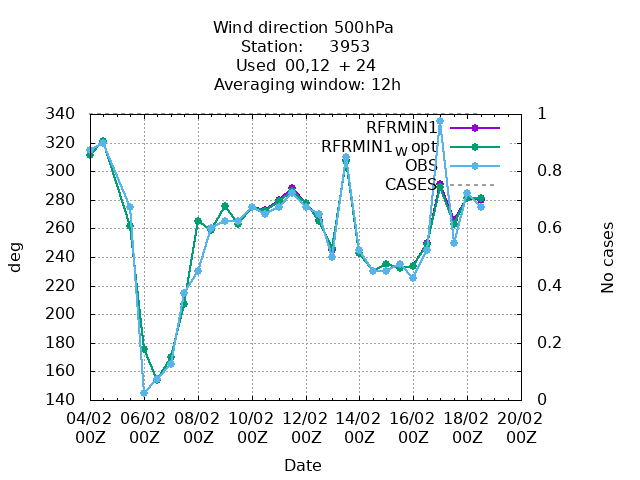 Wind direction 500hPa
Station: 3953
Used 00,12 + 24
Averaging window: 12h
340 1
RFRMIN1
320
RFRMIN1w opt
OBS
300 0.8
CASES
280
260 0.6
240
220 0.4
200
180 0.2
160
140 0
deg
No cases
04/02 06/02 08/02 10/02 12/02 14/02 16/02 18/02 20/02
00Z 00Z 00Z 00Z 00Z 00Z 00Z 00Z 00Z
Date